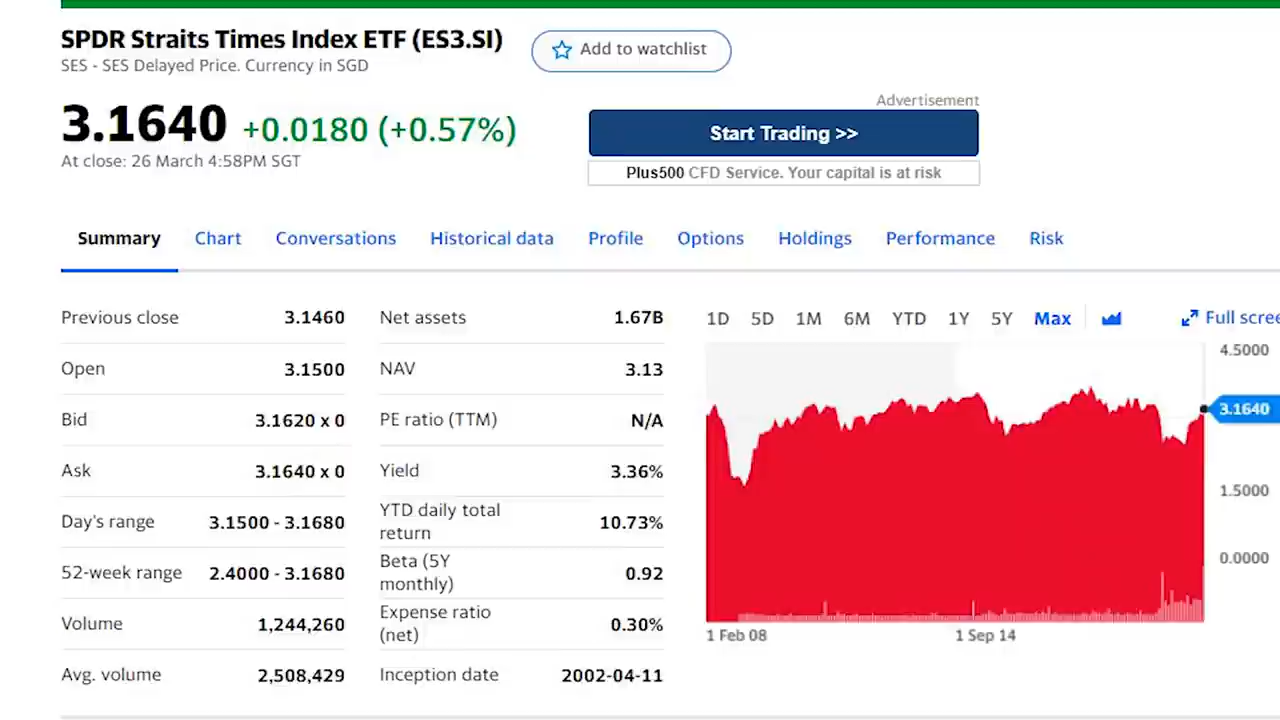 SPDR Straits Times Index ETF (ES3.SI)
Add to watchlist
SES - SES Delayed Price. Currency in SGD
3.1640 +0.0180 (+0.57%)
At close: 26 March 4:58PM SGT
Advertisement
Start Trading >>
Plus500 CFD Service. Your capital is at risk
Summary Chart Conversations Historical data Profile Options Holdings Performance Risk
Previous close 3.1460
Open 3.1500
Bid 3.1620 x 0
Ask 3.1640 x 0
Day's range 3.1500 - 3.1680
52-week range 2.4000 - 3.1680
Volume 1,244,260
Avg. volume 2,508,429
Net assets 1.67B
NAV 3.13
PE ratio (TTM) N/A
Yield 3.36%
YTD daily total
return 10.73%
Beta (5Y
monthly) 0.92
Expense ratio
(net) 0.30%
Inception date 2002-04-11
1D 5D 1M 6M YTD 1Y 5Y Max Full scree
4.5000
3.1640
1.5000
0.0000
1 Feb 08 1 Sep 14